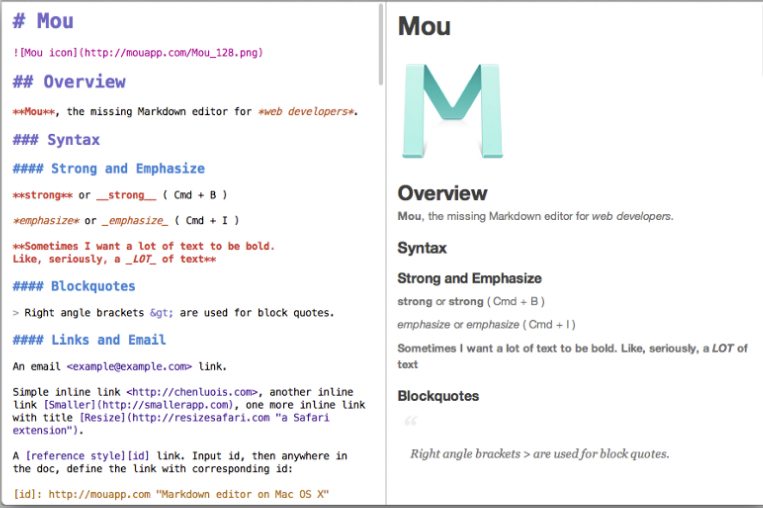 # Mou
![Mou icon](http://mouapp.com/Mou_128.png)
## Overview
**Mou**, the missing Markdown editor for *web developers*.
### Syntax
#### Strong and Emphasize
**strong** or __strong__ ( Cmd + B )
*emphasize* or _emphasize_ ( Cmd + I )
**Sometimes I want a lot of text to be bold.
Like, seriously, a _LOT_ of text**
#### Blockquotes
> Right angle brackets &gt; are used for block quotes.
#### Links and Email
An email <example@example.com> link.
Simple inline link <http://chenluois.com>, another inline
link [Smaller](http://smallerapp.com), one more inline link
with title [Resize](http://resizesafari.com "a Safari
extension").
A [reference style][id] link. Input id, then anywhere in
the doc, define the link with corresponding id:
[id]: http://mouapp.com "Markdown editor on Mac OS X"
Mou
M
Overview
Mou, the missing Markdown editor for web developers.
Syntax
Strong and Emphasize
strong or strong ( Cmd + B )
emphasize or emphasize ( Cmd + I )
Sometimes I want a lot of text to be bold. Like, seriously, a LOT of
text
Blockquotes
“
Right angle brackets > are used for block quotes.